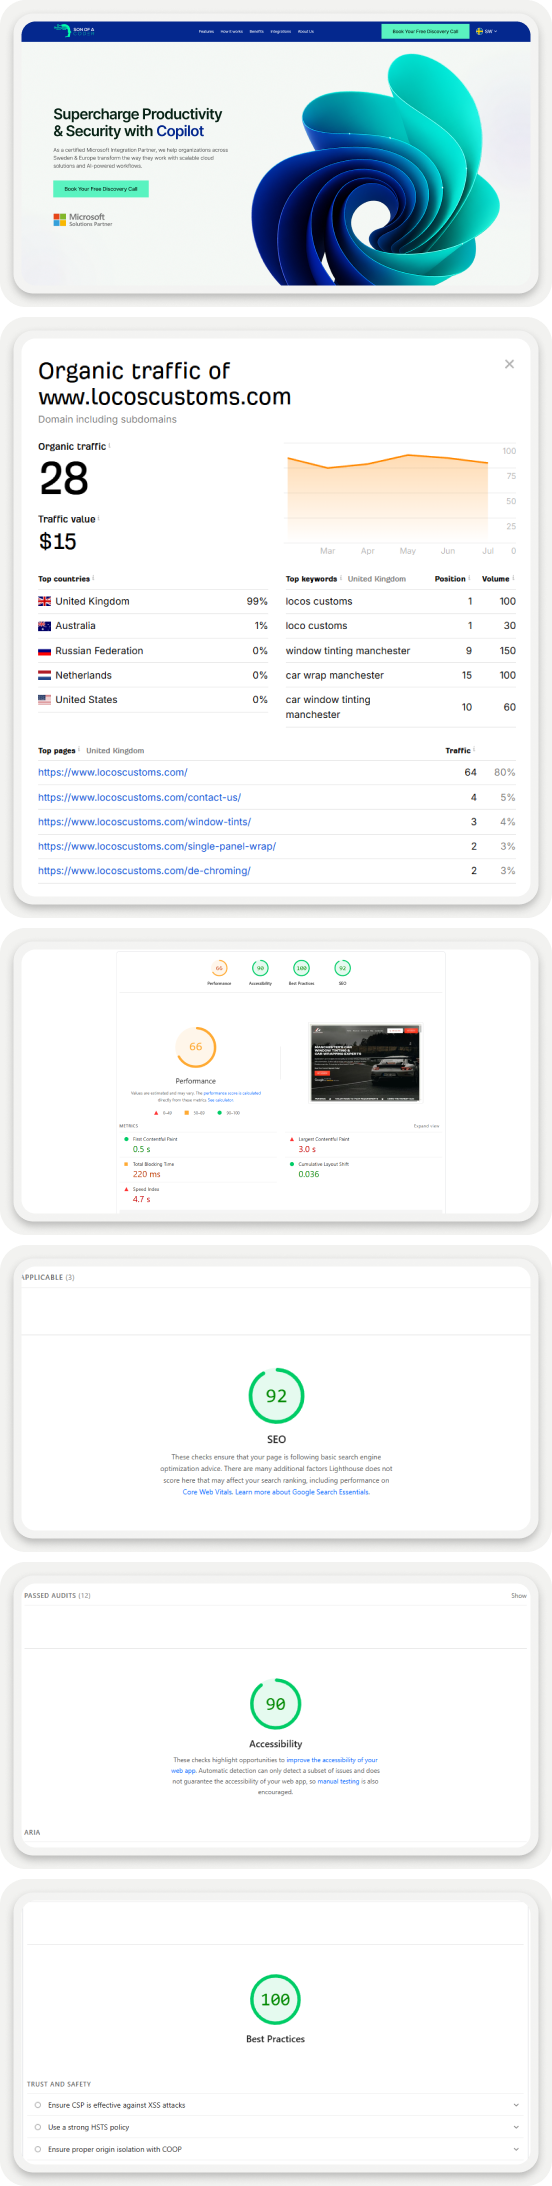 SON OF A
CODER
Features How it works Benefits Integrations About Us
Book Your Free Discovery Call
SW
Supercharge Productivity
& Security with Copilot
As a certified Microsoft Integration Partner, we help organizations across
Sweden & Europe transform the way they work with scalable cloud
solutions and AI-powered workflows.
Book Your Free Discovery Call
Microsoft
Solutions Partner
Organic traffic of
www.locoscustoms.com
Domain including subdomains
Organic traffic i
28
Traffic value i
$15
100
75
50
25
Mar Apr May Jun Jul 0
Top countries i
United Kingdom 99%
Australia 1%
Russian Federation 0%
Netherlands 0%
United States 0%
Top keywords i United Kingdom Position i Volume i
locos customs 1 100
loco customs 1 30
window tinting manchester 9 150
car wrap manchester 15 100
car window tinting
manchester 10 60
Top pages i United Kingdom Traffic i
https://www.locoscustoms.com/ 64 80%
https://www.locoscustoms.com/contact-us/ 4 5%
https://www.locoscustoms.com/window-tints/ 3 4%
https://www.locoscustoms.com/single-panel-wrap/ 2 3%
https://www.locoscustoms.com/de-chroming/ 2 3%
66 90 100 92
Performance Accessibility Best Practices SEO
66
Performance
Values are estimated and may vary. The performance score is calculated
directly from these metrics. See calculator.
0–49 50–89 90–100
MANCHESTER'S CAR
WINDOW TINTING &
CAR WRAPPING EXPERTS
METRICS Expand view
First Contentful Paint
0.5 s
Largest Contentful Paint
3.0 s
Total Blocking Time
220 ms
Cumulative Layout Shift
0.036
Speed Index
4.7 s
APPLICABLE (3)
92
SEO
These checks ensure that your page is following basic search engine
optimization advice. There are many additional factors Lighthouse does not
score here that may affect your search ranking, including performance on
Core Web Vitals. Learn more about Google Search Essentials.
PASSED AUDITS (12) Show
90
Accessibility
These checks highlight opportunities to improve the accessibility of your
web app. Automatic detection can only detect a subset of issues and does
not guarantee the accessibility of your web app, so manual testing is also
encouraged.
ARIA
100
Best Practices
TRUST AND SAFETY
Ensure CSP is effective against XSS attacks
Use a strong HSTS policy
Ensure proper origin isolation with COOP